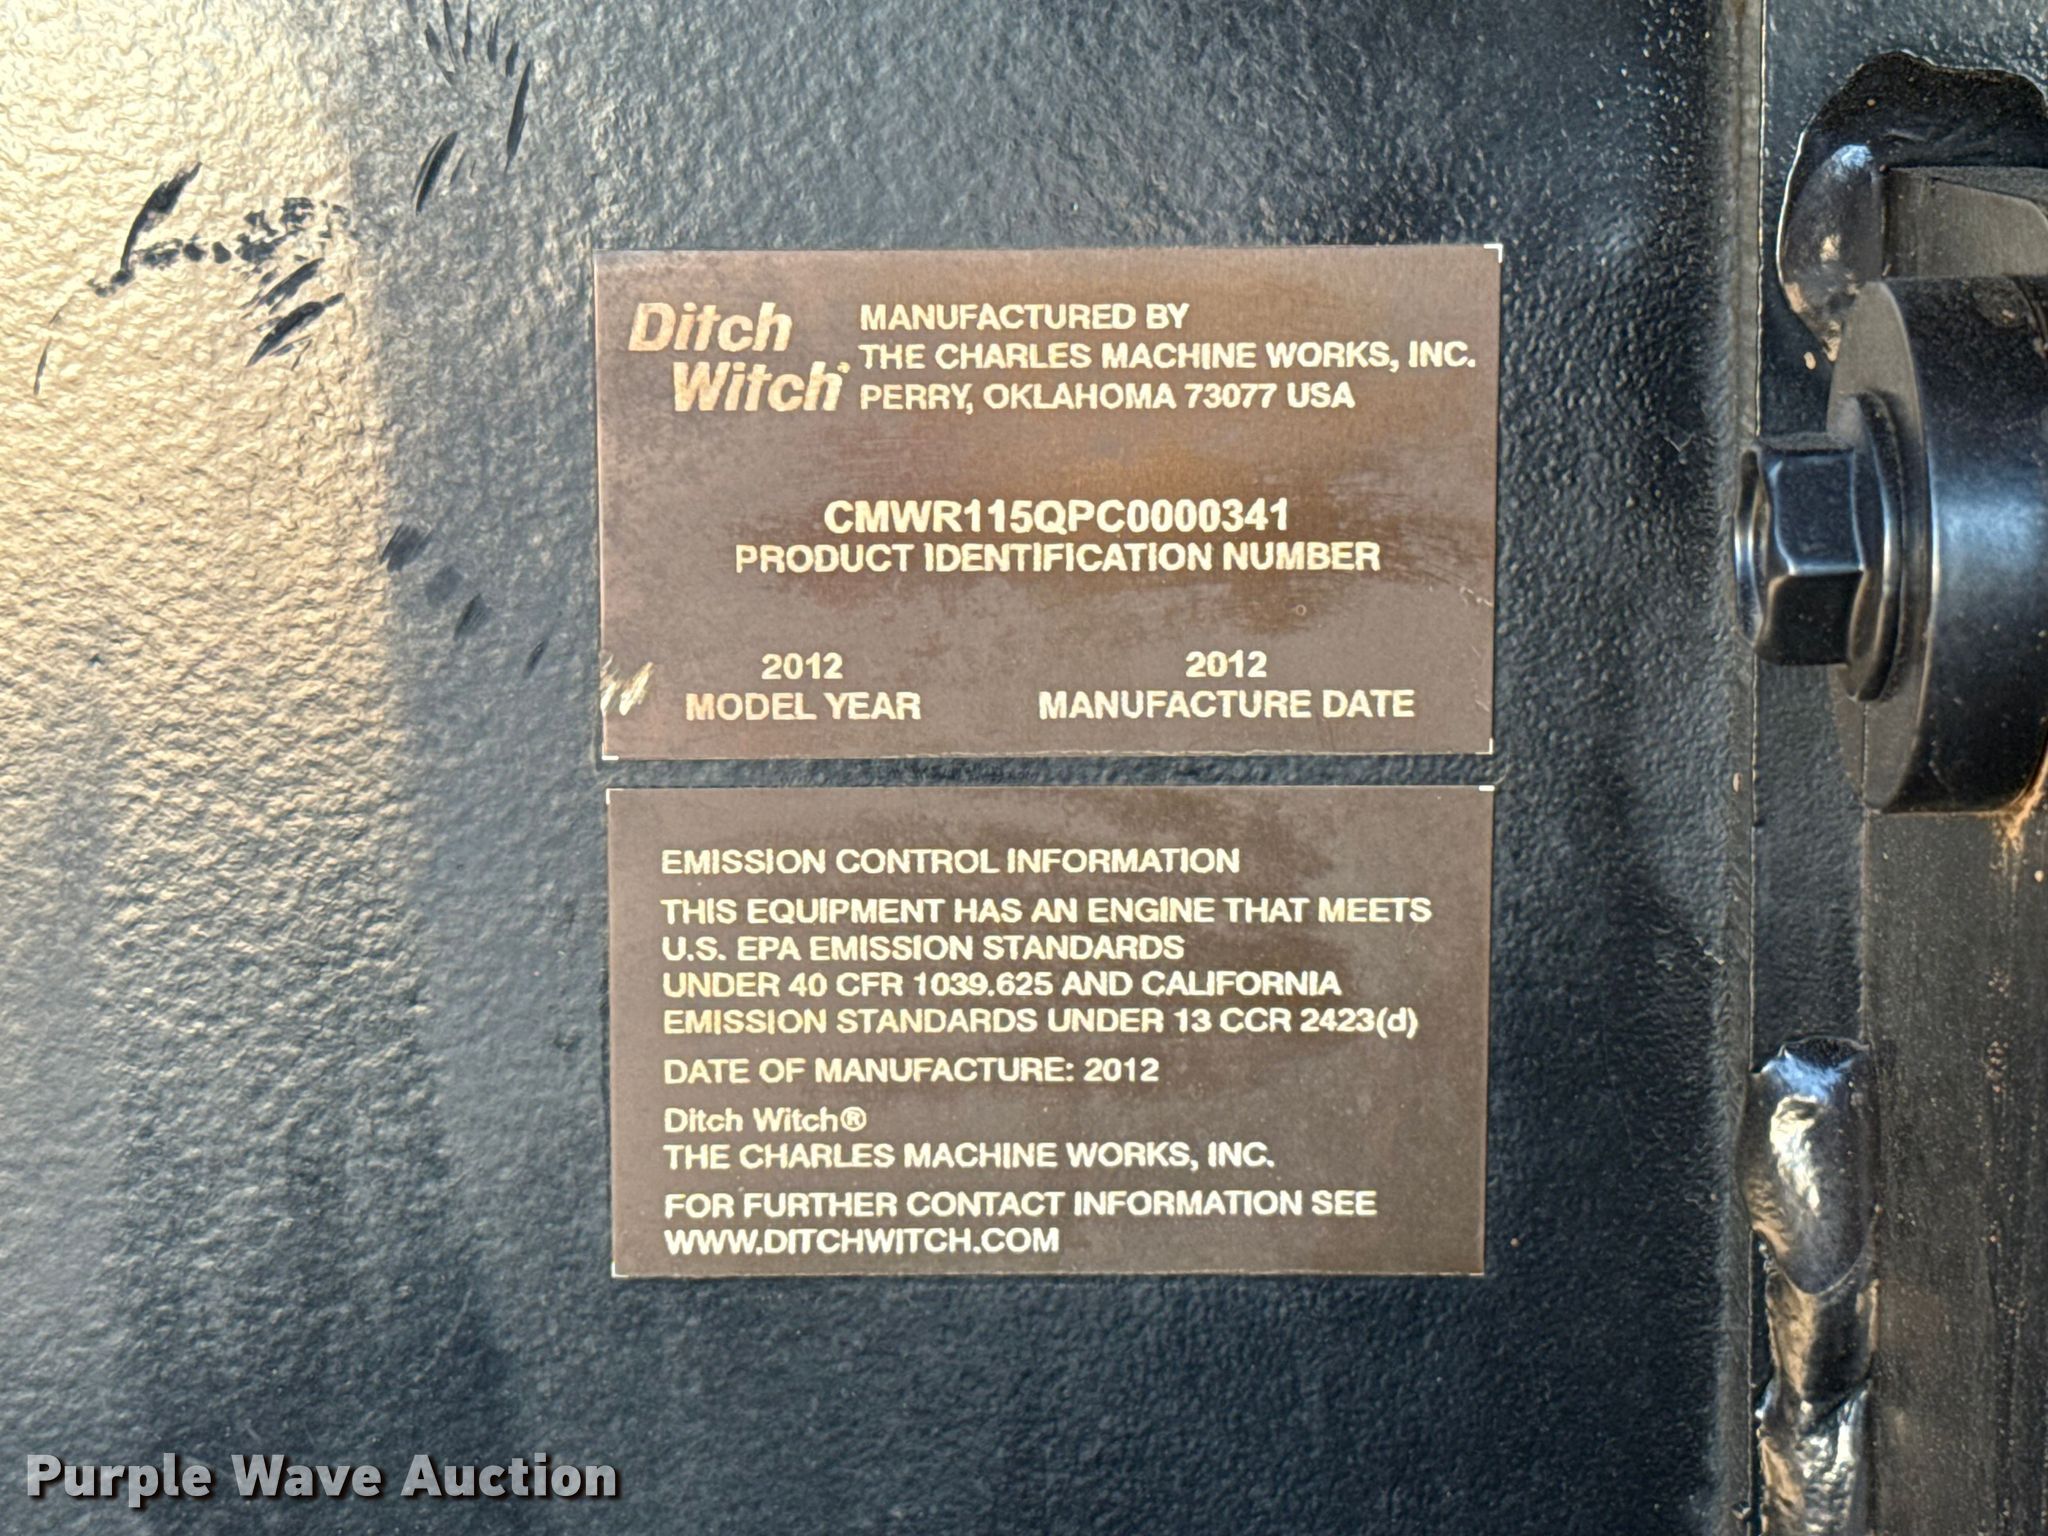 Ditch
Witch®
MANUFACTURED BY
THE CHARLES MACHINE WORKS, INC.
PERRY, OKLAHOMA 73077 USA
CMWR115QPC0000341
PRODUCT IDENTIFICATION NUMBER
2012
MODEL YEAR
2012
MANUFACTURE DATE
EMISSION CONTROL INFORMATION
THIS EQUIPMENT HAS AN ENGINE THAT MEETS
U.S. EPA EMISSION STANDARDS
UNDER 40 CFR 1039.625 AND CALIFORNIA
EMISSION STANDARDS UNDER 13 CCR 2423(d)
DATE OF MANUFACTURE: 2012
Ditch Witch®
THE CHARLES MACHINE WORKS, INC.
FOR FURTHER CONTACT INFORMATION SEE
WWW.DITCHWITCH.COM
Purple Wave Auction